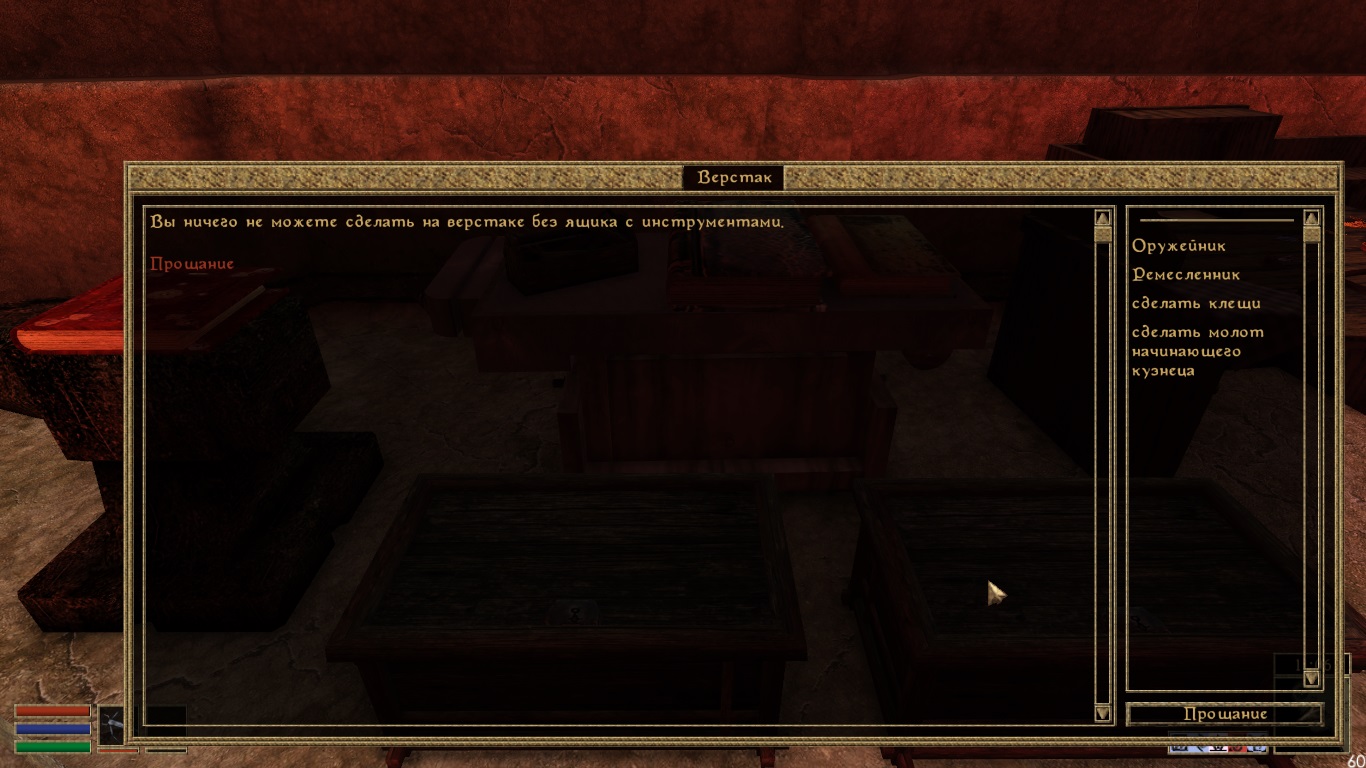 Верстак
Вы ничего не можете сделать на верстаке без ящика с инструментами.
Прощание
Оружейник
Ремесленник
сделать клещи
сделать молот
начинающего
кузнеца
Прощание
60